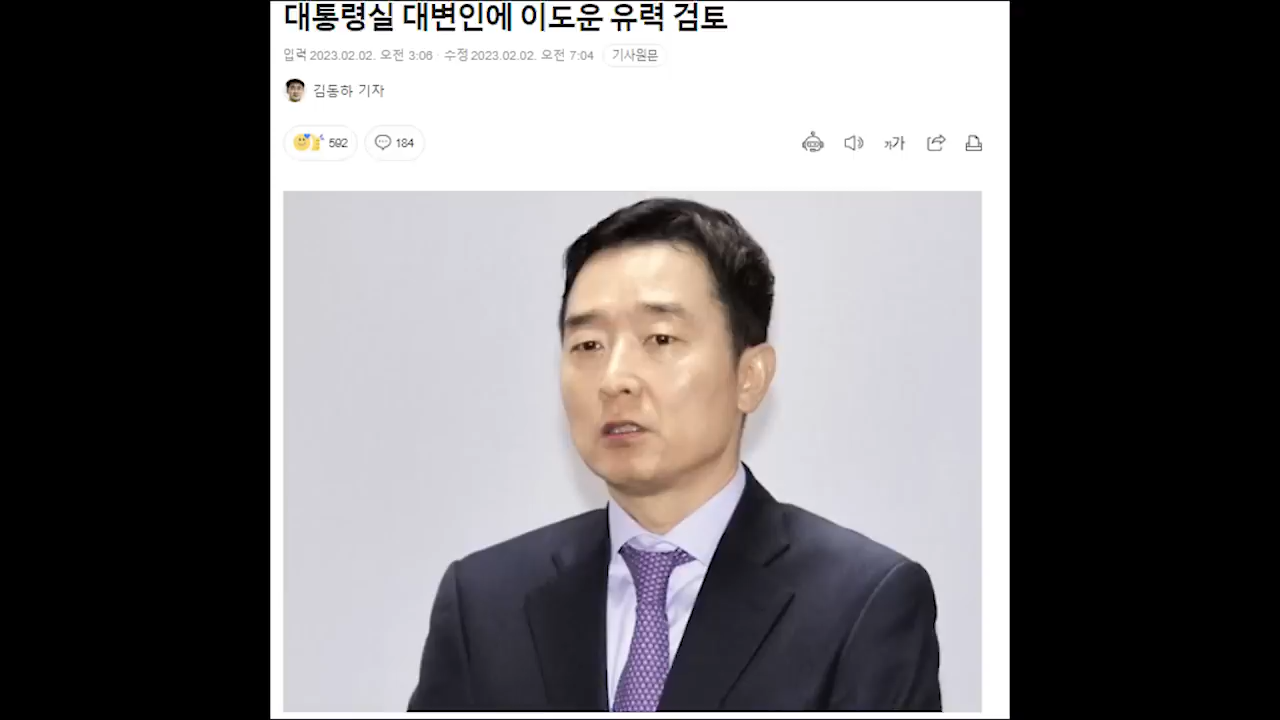 대통령실 대변인에 이도운 유력 검토
입력 2023.02.02. 오전 3:06 · 수정 2023.02.02. 오전 7:04 기사원문
김동하 기자
592 184
가가